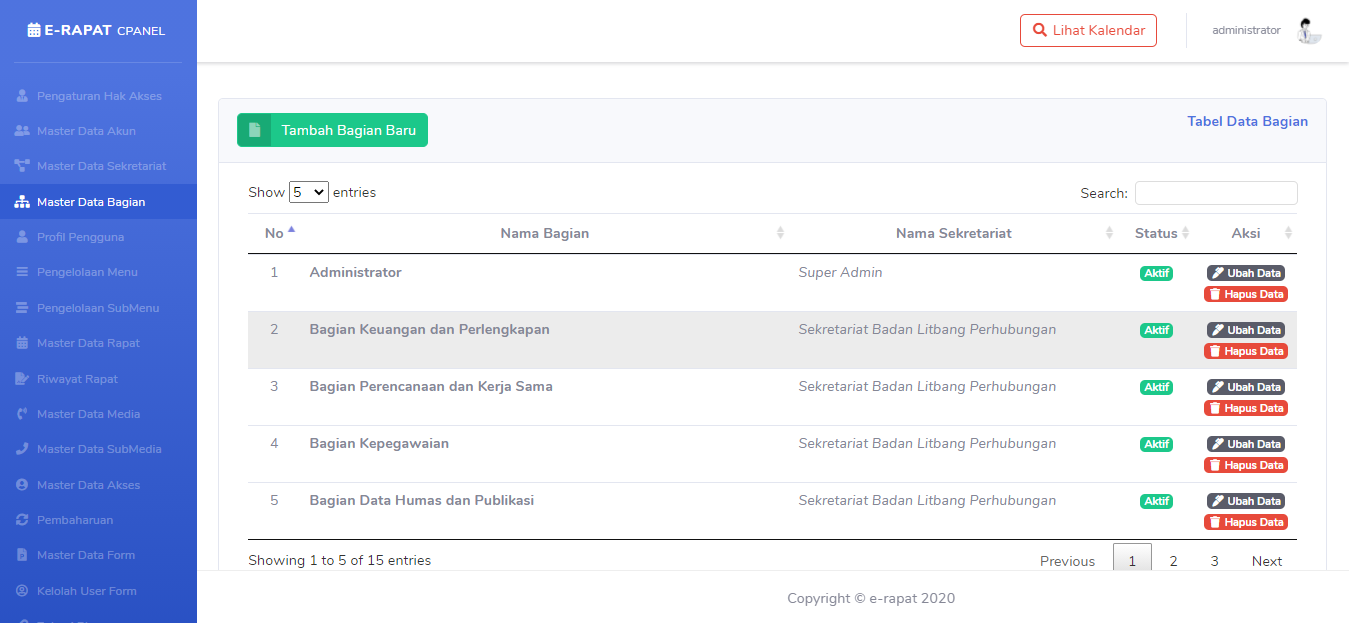 E-RAPAT CPANEL
Lihat Kalendar
administrator
Pengaturan Hak Akses
Master Data Akun
Master Data Sekretariat
Master Data Bagian
Profil Pengguna
Pengelolaan Menu
Pengelolaan SubMenu
Master Data Rapat
Riwayat Rapat
Master Data Media
Master Data SubMedia
Master Data Akses
Pembaharuan
Master Data Form
Kelolah User Form
Tambah Bagian Baru
Tabel Data Bagian
Show 5 entries
Search:
No Nama Bagian Nama Sekretariat Status Aksi
1 Administrator Super Admin Aktif Ubah Data
Hapus Data
2 Bagian Keuangan dan Perlengkapan Sekretariat Badan Litbang Perhubungan Aktif Ubah Data
Hapus Data
3 Bagian Perencanaan dan Kerja Sama Sekretariat Badan Litbang Perhubungan Aktif Ubah Data
Hapus Data
4 Bagian Kepegawaian Sekretariat Badan Litbang Perhubungan Aktif Ubah Data
Hapus Data
5 Bagian Data Humas dan Publikasi Sekretariat Badan Litbang Perhubungan Aktif Ubah Data
Hapus Data
Showing 1 to 5 of 15 entries
Previous 1 2 3 Next
Copyright © e-rapat 2020